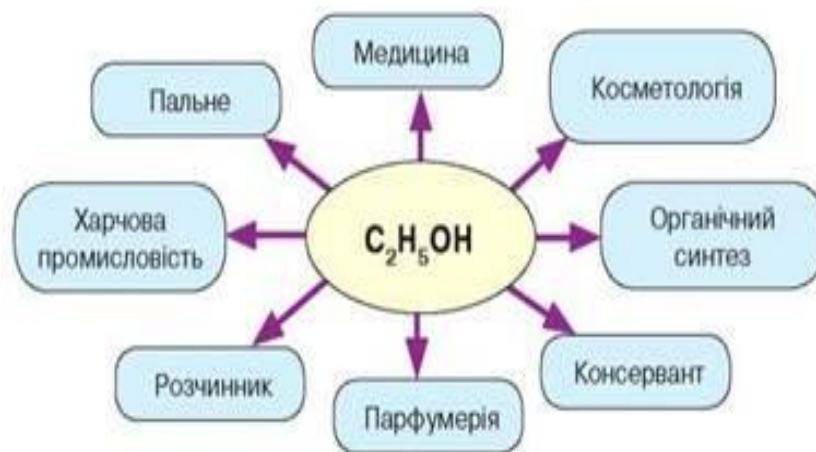 Медицина
Пальне
Косметологія
Харчова
промисловість
C₂H₅OH
Органічний
синтез
Розчинник
Парфумерія
Консервант